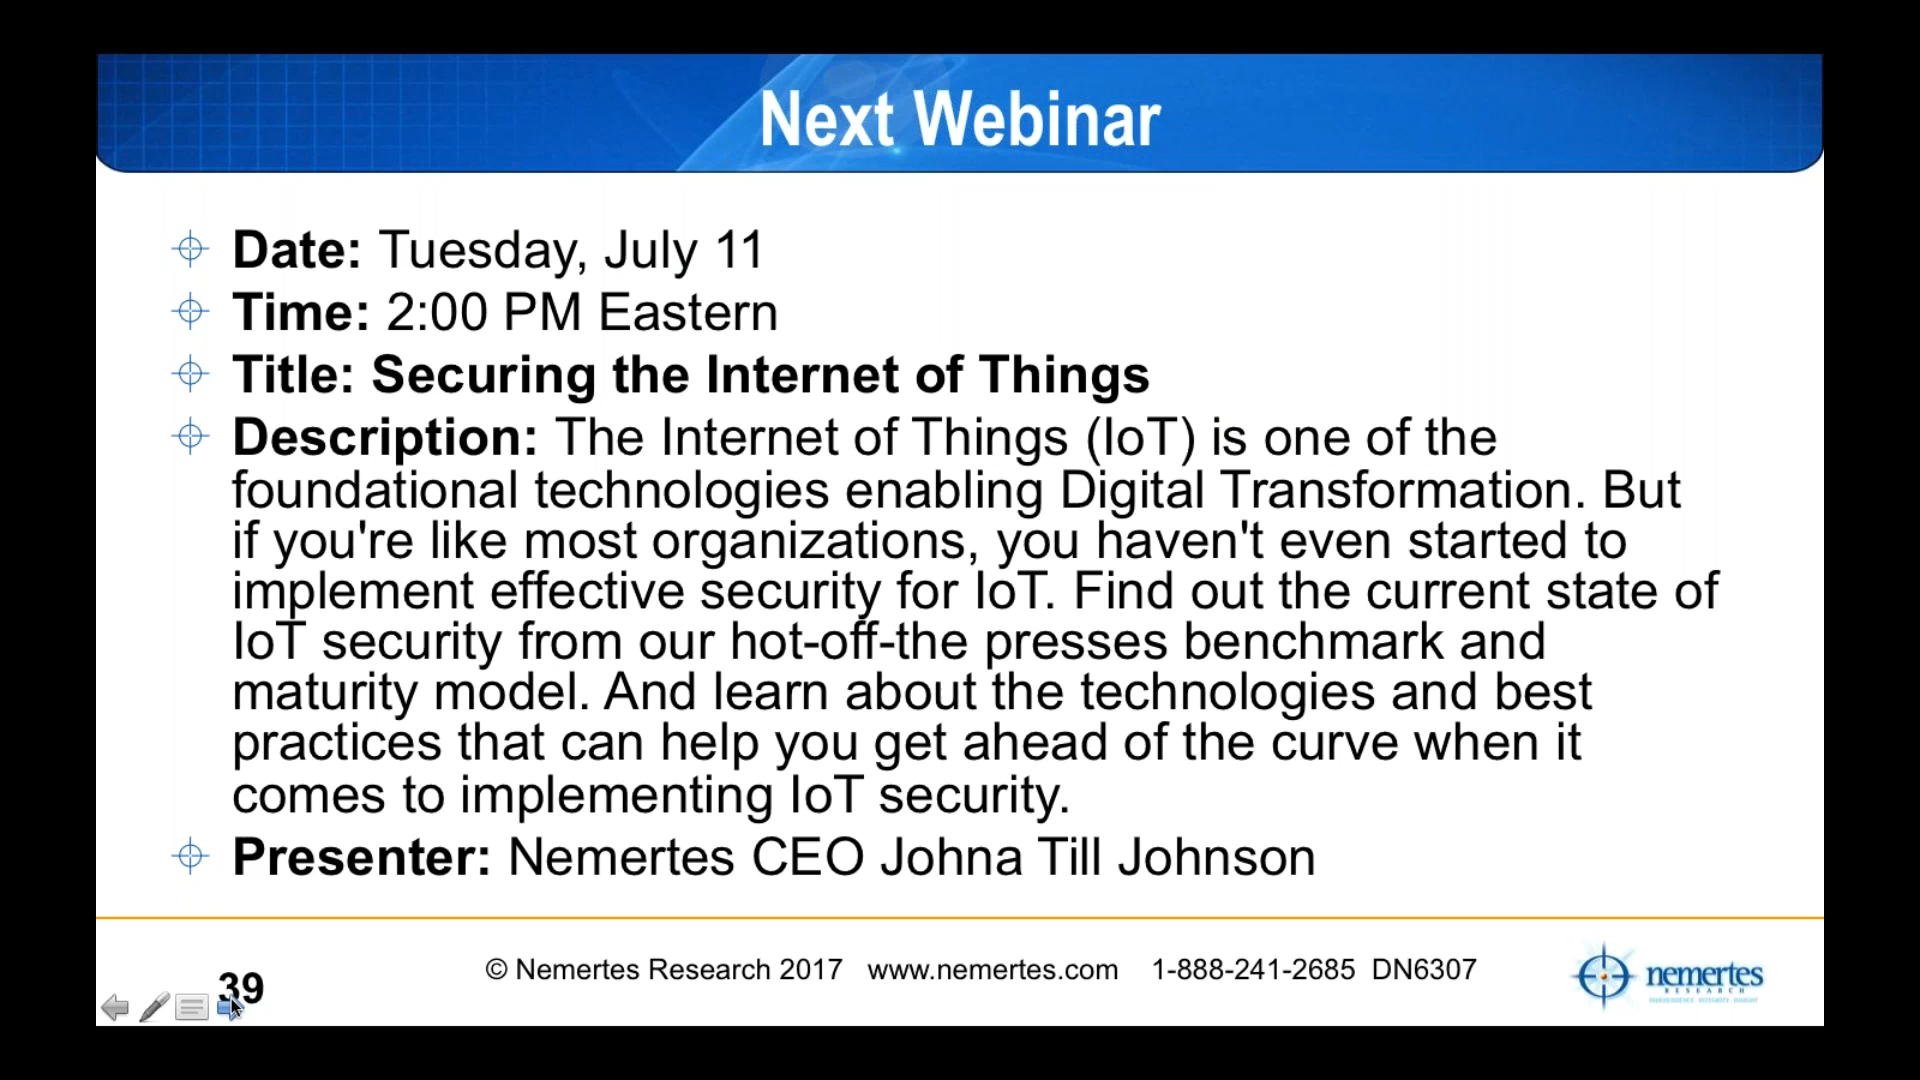 Next Webinar
Date: Tuesday, July 11
Time: 2:00 PM Eastern
Title: Securing the Internet of Things
Description: The Internet of Things (IoT) is one of the
foundational technologies enabling Digital Transformation. But
if you're like most organizations, you haven't even started to
implement effective security for IoT. Find out the current state of
IoT security from our hot-off-the presses benchmark and
maturity model. And learn about the technologies and best
practices that can help you get ahead of the curve when it
comes to implementing IoT security.
Presenter: Nemertes CEO Johna Till Johnson
39
© Nemertes Research 2017 www.nemertes.com 1-888-241-2685 DN6307
nemertes
RESEARCH
INDEPENDENCE. INTEGRITY. INSIGHT